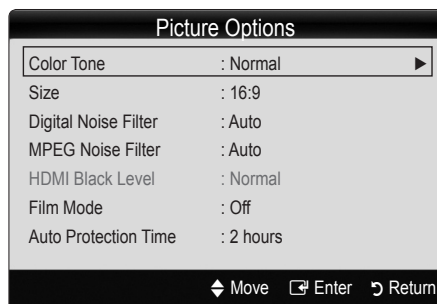 Picture Options
Color Tone : Normal ▶
Size : 16:9
Digital Noise Filter : Auto
MPEG Noise Filter : Auto
HDMI Black Level : Normal
Film Mode : Off
Auto Protection Time : 2 hours
Move Enter Return